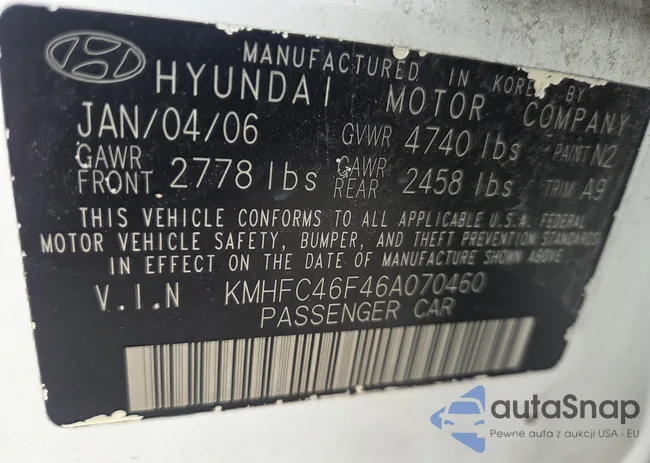 MANUFACTURED IN KOREA BY
HYUNDAI MOTOR COMPANY
JAN/04/06 GVWR 4740 lbs PAINT N2
GAWR FRONT 2778 lbs GAWR REAR 2458 lbs TRIM A9
THIS VEHICLE CONFORMS TO ALL APPLICABLE U.S.A. FEDERAL
MOTOR VEHICLE SAFETY, BUMPER, AND THEFT PREVENTION STANDARDS
IN EFFECT ON THE DATE OF MANUFACTURE SHOWN ABOVE.
V.I.N KMHFC46F46A070460
PASSENGER CAR
autaSnap
Pewne auta z aukcji USA i EU